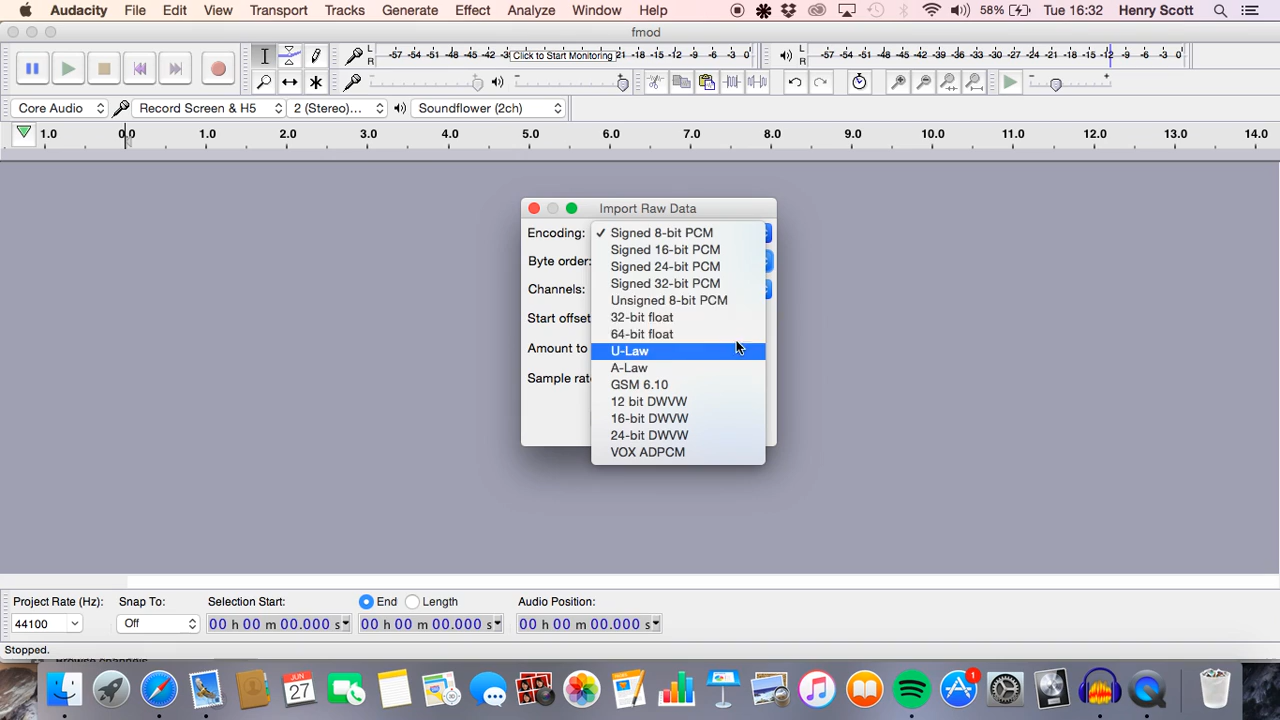 Audacity File Edit View Transport Tracks Generate Effect Analyze Window Help 58% Tue 16:32 Henry Scott
fmod
L R -57 -54 -51 -48 -45 -42 -3 Click to Start Monitoring 21 -18 -15 -12 -9 -6 -3 0
L R -57 -54 -51 -48 -45 -42 -39 -36 -33 -30 -27 -24 -21 -18 -15 -12 -9 -6 -3 0
Core Audio Record Screen & H5 2 (Stereo)... Soundflower (2ch)
1.0 0.0 1.0 2.0 3.0 4.0 5.0 6.0 7.0 8.0 9.0 10.0 11.0 12.0 13.0 14.0
Import Raw Data
Encoding: ✓ Signed 8-bit PCM
Signed 16-bit PCM
Byte order: Signed 24-bit PCM
Channels: Signed 32-bit PCM
Unsigned 8-bit PCM
Start offset 32-bit float
64-bit float
Amount to U-Law
A-Law
Sample rate GSM 6.10
12 bit DWVW
16-bit DWVW
24-bit DWVW
VOX ADPCM
Project Rate (Hz): Snap To: Selection Start: End Length Audio Position:
44100 Off 00 h 00 m 00.000 s 00 h 00 m 00.000 s 00 h 00 m 00.000 s
Stopped.
Browse channels
JUN
27
1